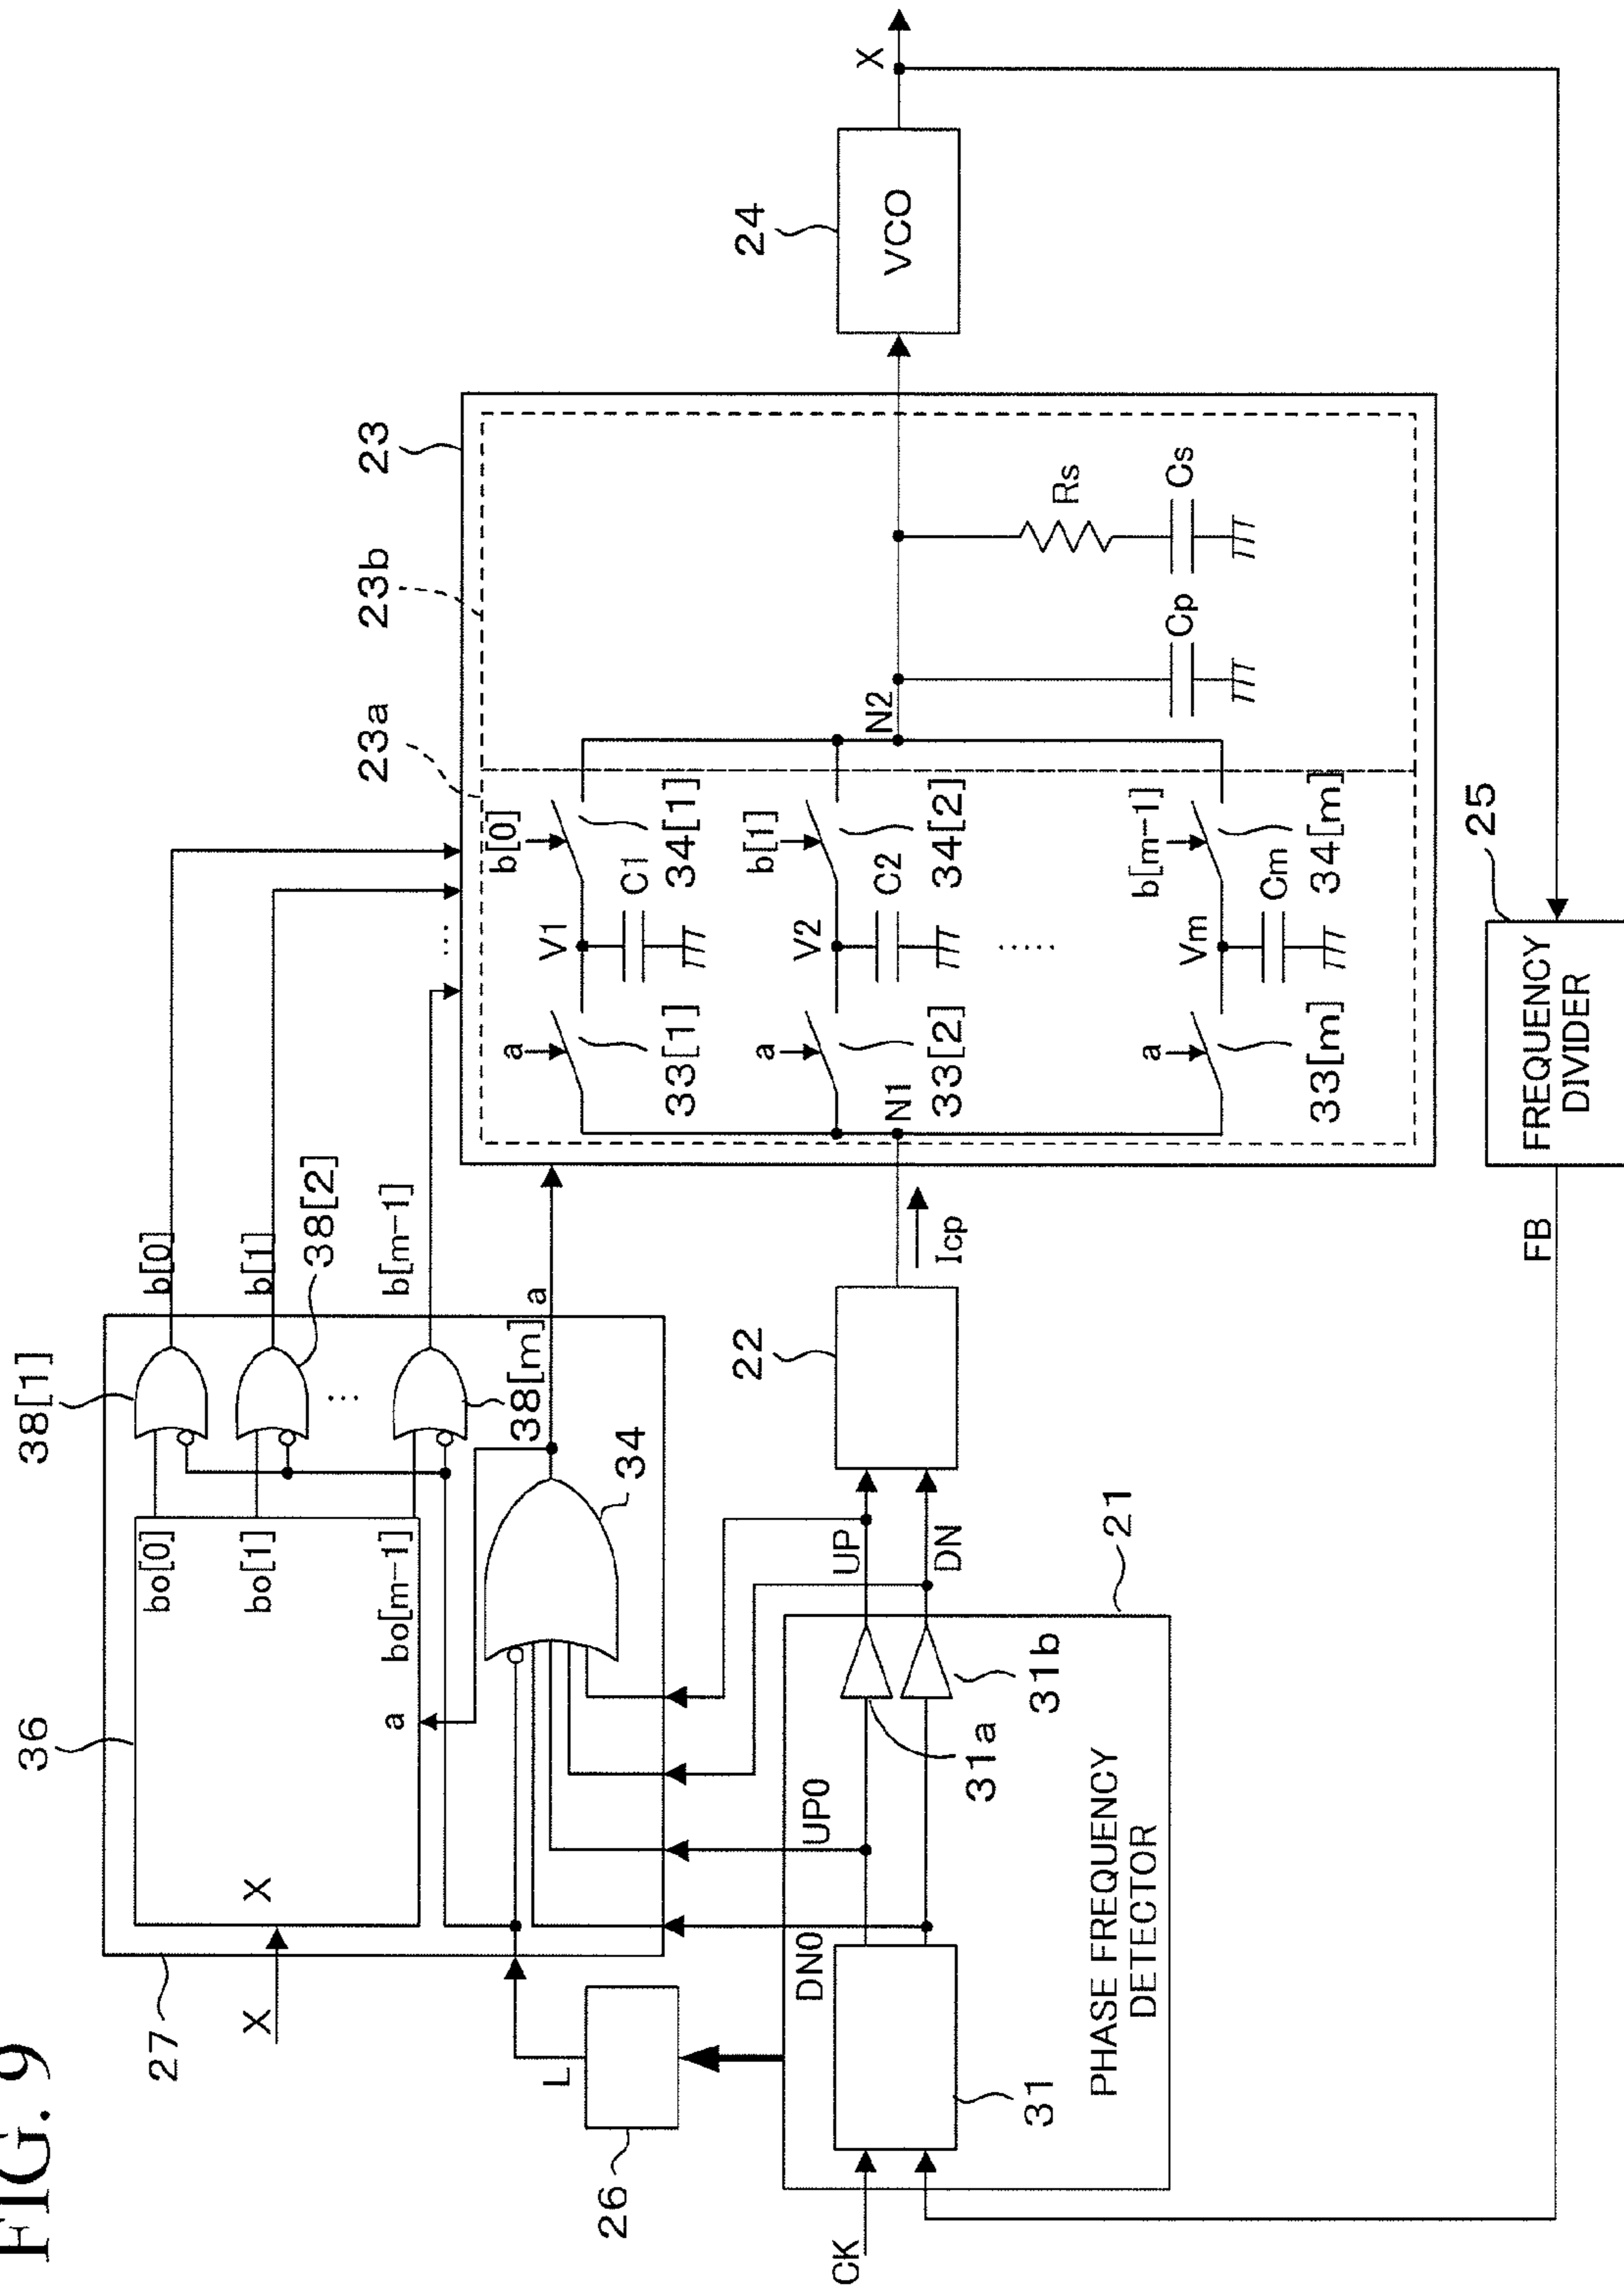 FIG. 9
38[1]
38[2]
b[0]
b[1]
b[m-1]
36
bo[0]
bo[1]
bo[m-1]
...
38[m]
X
X
a
a
34
27
L
26
23a
23b
23
...
a
b[0]
V1
C1
33[1]
34[1]
a
b[1]
V2
C2
33[2]
34[2]
.....
a
b[m-1]
Vm
Cm
33[m]
34[m]
N1
N2
Cp
Rs
Cs
24
VCO
X
22
Icp
UP
DN
UP0
DN0
31a
31b
21
31
PHASE FREQUENCY
DETECTOR
CK
FB
25
FREQUENCY
DIVIDER